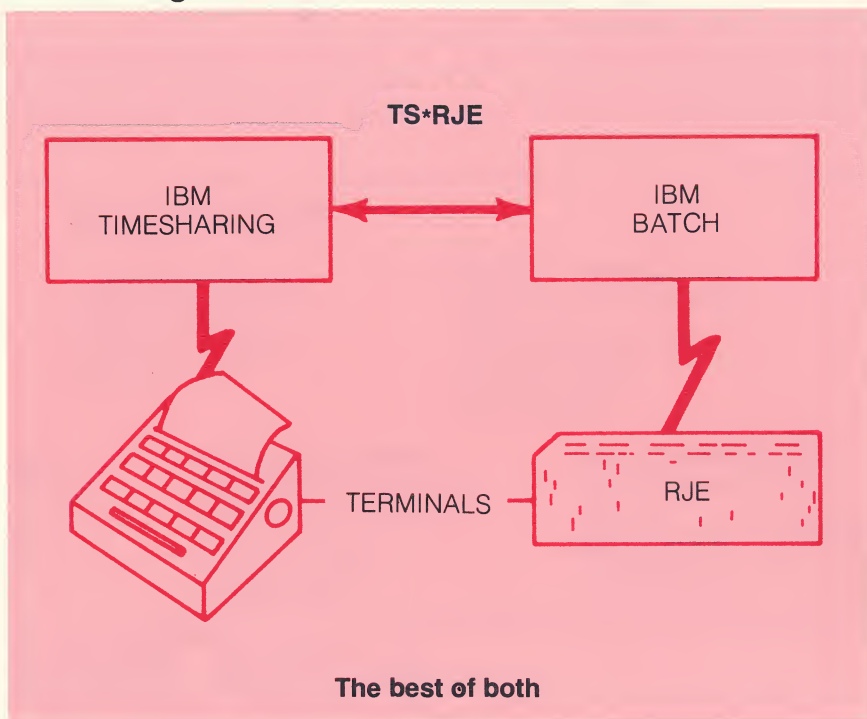 TS*RJE
IBM
TIMESHARING
IBM
BATCH
TERMINALS
RJE
The best of both